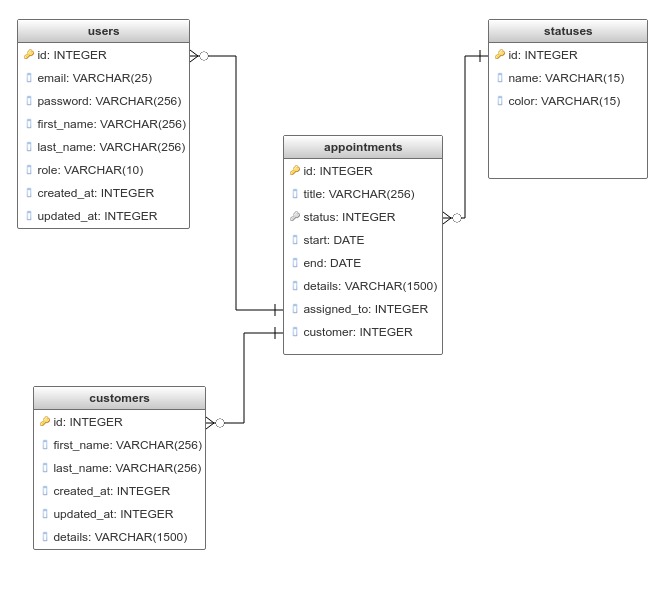 users
id: INTEGER
email: VARCHAR(25)
password: VARCHAR(256)
first_name: VARCHAR(256)
last_name: VARCHAR(256)
role: VARCHAR(10)
created_at: INTEGER
updated_at: INTEGER
statuses
id: INTEGER
name: VARCHAR(15)
color: VARCHAR(15)
appointments
id: INTEGER
title: VARCHAR(256)
status: INTEGER
start: DATE
end: DATE
details: VARCHAR(1500)
assigned_to: INTEGER
customer: INTEGER
customers
id: INTEGER
first_name: VARCHAR(256)
last_name: VARCHAR(256)
created_at: INTEGER
updated_at: INTEGER
details: VARCHAR(1500)